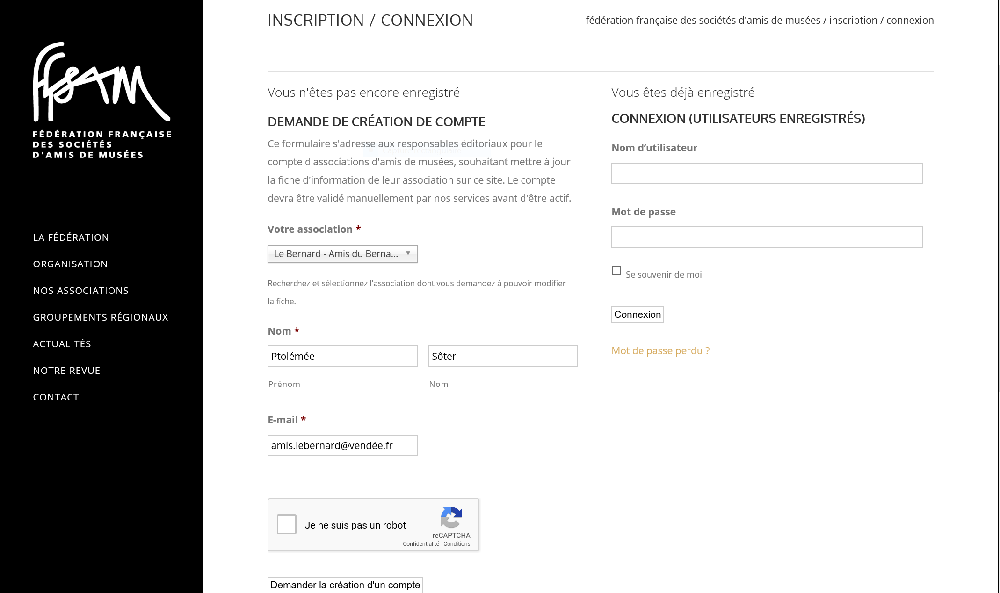 ffsam
FÉDÉRATION FRANÇAISE
DES SOCIÉTÉS
D'AMIS DE MUSÉES
LA FÉDÉRATION
ORGANISATION
NOS ASSOCIATIONS
GROUPEMENTS RÉGIONAUX
ACTUALITÉS
NOTRE REVUE
CONTACT
INSCRIPTION / CONNEXION
fédération française des sociétés d'amis de musées / inscription / connexion
Vous n'êtes pas encore enregistré
DEMANDE DE CRÉATION DE COMPTE
Ce formulaire s'adresse aux responsables éditoriaux pour le
Capture rectangulaire
compte d'associations d'amis de musées, souhaitant mettre à jour
la fiche d'information de leur association sur ce site. Le compte
devra être validé manuellement par nos services avant d'être actif.
Votre association *
Le Bernard - Amis du Berna...
Recherchez et sélectionnez l'association dont vous demandez à pouvoir modifier
la fiche.
Nom *
Ptolémée
Sôter
Prénom
Nom
E-mail *
amis.lebernard@vendée.fr
Je ne suis pas un robot
reCAPTCHA
Confidentialité - Conditions
Demander la création d'un compte
Vous êtes déjà enregistré
CONNEXION (UTILISATEURS ENREGISTRÉS)
Nom d’utilisateur
Mot de passe
Se souvenir de moi
Connexion
Mot de passe perdu ?